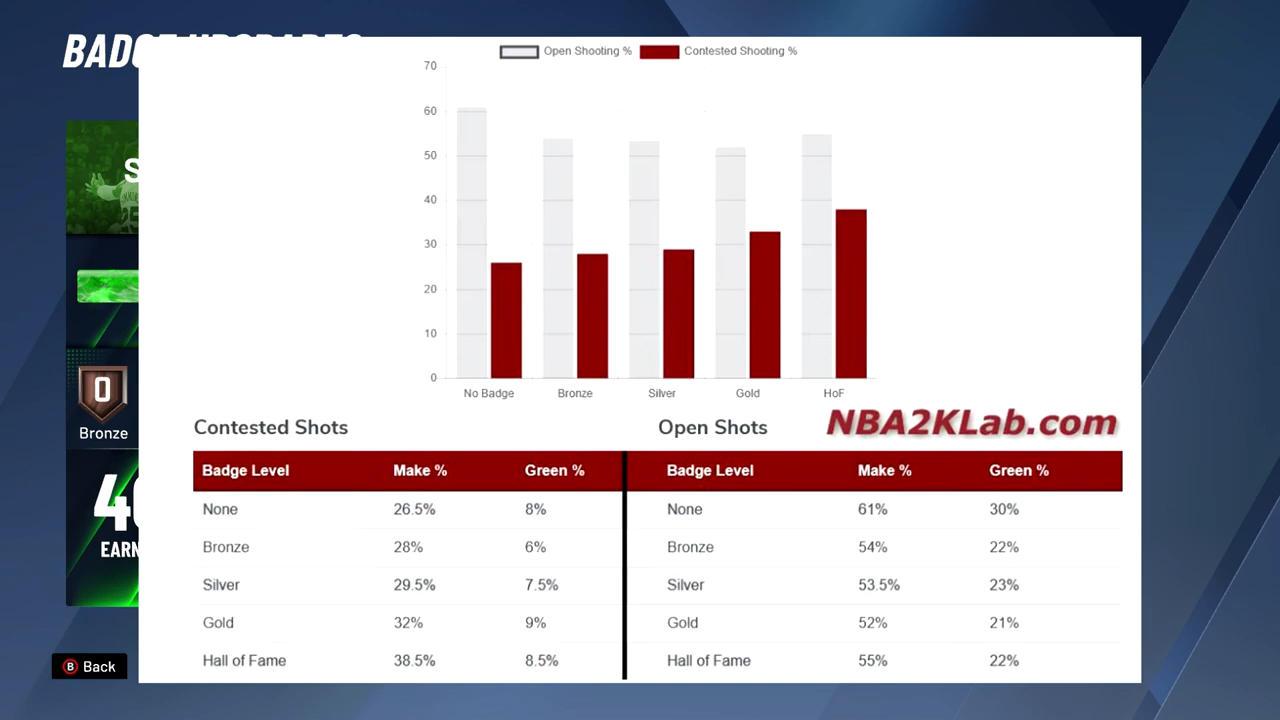 BADGE UPGRADES
Open Shooting % Contested Shooting %
70
60
50
40
30
20
10
0
No Badge Bronze Silver Gold HoF
0
Bronze
EARN
B Back
Contested Shots Open Shots NBA2KLab.com
Badge Level Make % Green % Badge Level Make % Green %
None 26.5% 8% None 61% 30%
Bronze 28% 6% Bronze 54% 22%
Silver 29.5% 7.5% Silver 53.5% 23%
Gold 32% 9% Gold 52% 21%
Hall of Fame 38.5% 8.5% Hall of Fame 55% 22%